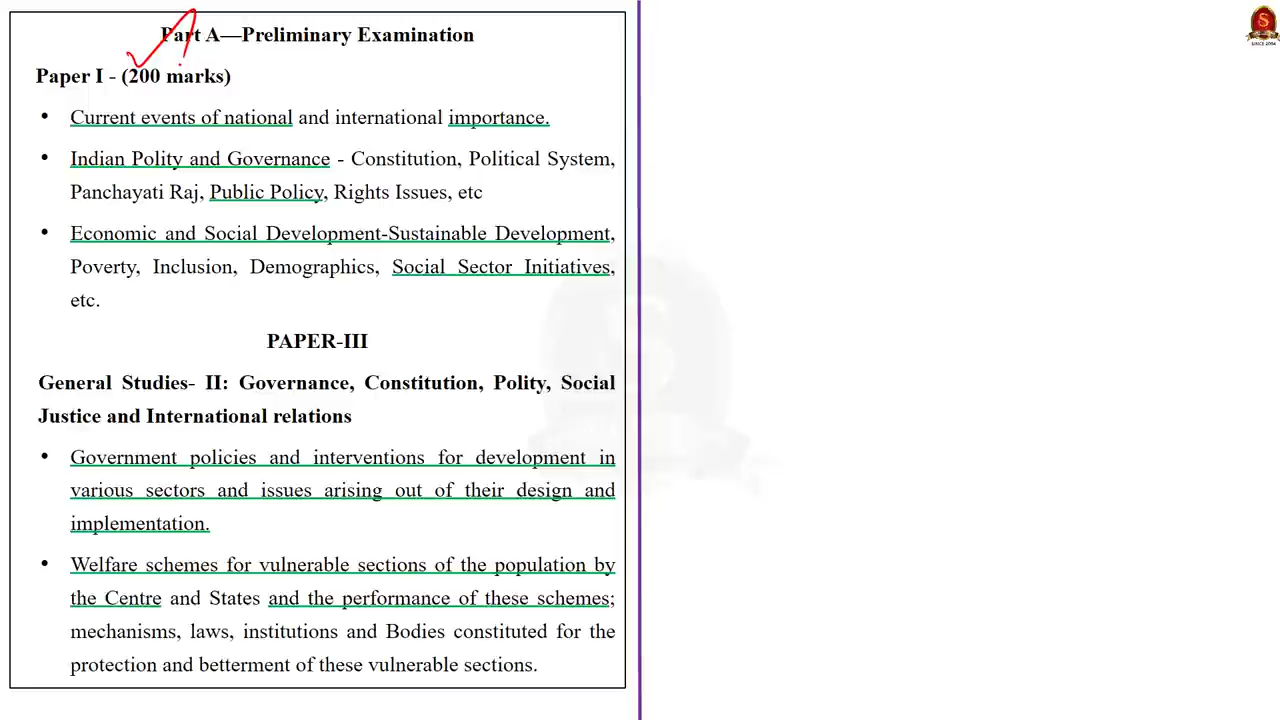 Part A—Preliminary Examination
Paper I - (200 marks)
• Current events of national and international importance.
• Indian Polity and Governance - Constitution, Political System,
Panchayati Raj, Public Policy, Rights Issues, etc
• Economic and Social Development-Sustainable Development,
Poverty, Inclusion, Demographics, Social Sector Initiatives,
etc.
PAPER-III
General Studies- II: Governance, Constitution, Polity, Social
Justice and International relations
• Government policies and interventions for development in
various sectors and issues arising out of their design and
implementation.
• Welfare schemes for vulnerable sections of the population by
the Centre and States and the performance of these schemes;
mechanisms, laws, institutions and Bodies constituted for the
protection and betterment of these vulnerable sections.
S
SINCE 2004